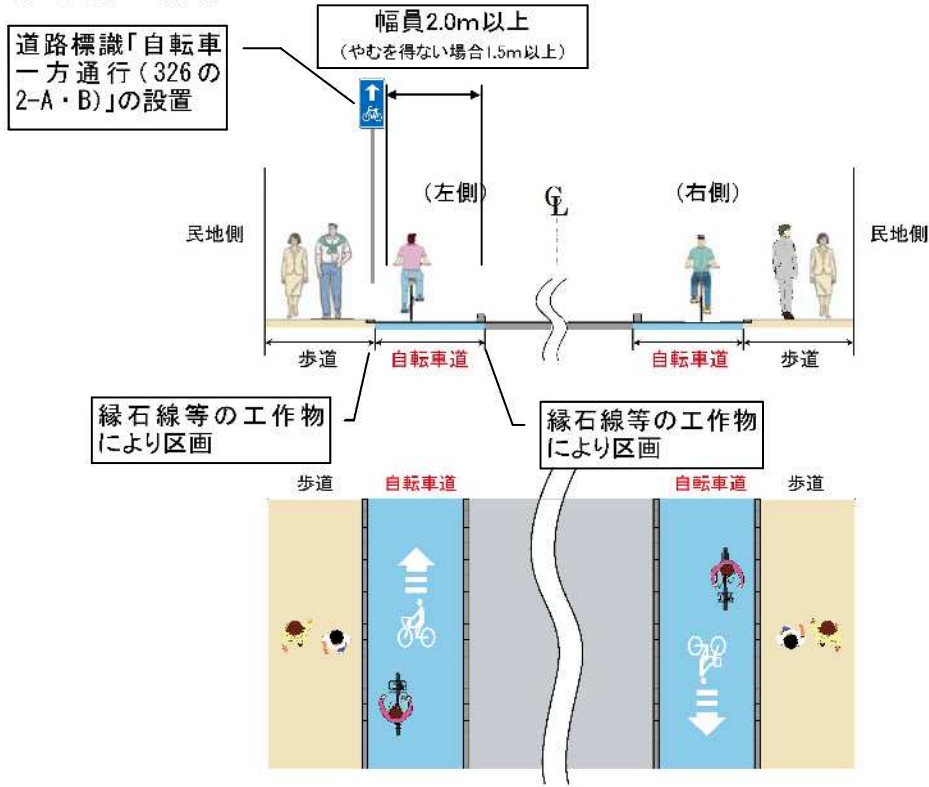 幅員2.0m以上
(やむを得ない場合1.5m以上)
道路標識「自転車
一方通行(326の
2-A・B)」の設置
(左側)
CL
(右側)
民地側
民地側
歩道
自転車道
自転車道
歩道
縁石線等の工作物
により区画
縁石線等の工作物
により区画
歩道
自転車道
自転車道
歩道